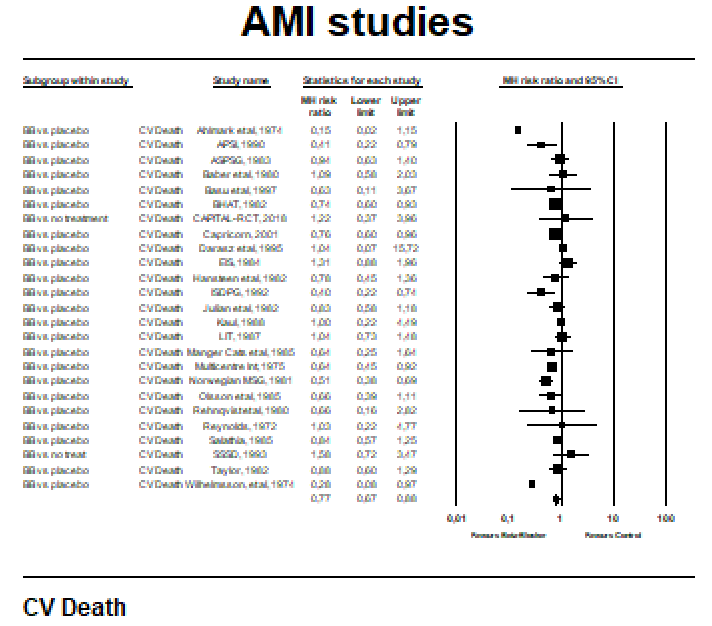 AMI studies
Subgroup within study Study name Statistics for each study MH risk ratio and 95% CI
MH risk Lower Upper
ratio limit limit
BB vs placebo CV Death Ahlmark et al, 1974 0,15 0,02 1,15
BB vs placebo CV Death APSI, 1990 0,41 0,22 0,79
BB vs placebo CV Death ASPSG, 1983 0,94 0,63 1,40
BB vs placebo CV Death Baber et al, 1980 1,09 0,58 2,03
BB vs placebo CV Death Basu et al, 1997 0,63 0,11 3,67
BB vs placebo CV Death BHAT, 1982 0,74 0,60 0,93
BB vs no treatment CV Death CAPITAL-RCT, 2018 1,22 0,37 3,96
BB vs placebo CV Death Capricorn, 2001 0,76 0,60 0,96
BB vs placebo CV Death Darasz et al, 1995 1,04 0,07 15,72
BB vs placebo CV Death EIS, 1984 1,31 0,88 1,96
BB vs placebo CV Death Hansteen et al, 1982 0,78 0,45 1,36
BB vs placebo CV Death ISDPG, 1992 0,40 0,22 0,74
BB vs placebo CV Death Julian et al, 1982 0,83 0,58 1,18
BB vs placebo CV Death Kaul, 1988 1,00 0,22 4,49
BB vs placebo CV Death LIT, 1987 1,04 0,73 1,48
BB vs placebo CV Death Manger Cats et al, 1985 0,64 0,25 1,64
BB vs placebo CV Death Multicentre Int, 1975 0,64 0,45 0,92
BB vs placebo CV Death Norwegian MSG, 1981 0,51 0,38 0,69
BB vs placebo CV Death Olsson et al, 1985 0,66 0,39 1,11
BB vs placebo CV Death Rehnqvist et al, 1980 0,66 0,16 2,82
BB vs placebo CV Death Reynolds, 1972 1,03 0,22 4,77
BB vs placebo CV Death Salathia, 1985 0,84 0,57 1,25
BB vs no treat CV Death SSSD, 1993 1,58 0,72 3,47
BB vs placebo CV Death Taylor, 1982 0,88 0,60 1,29
BB vs placebo CV Death Wilhelmsson, et al, 1974 0,28 0,08 0,97
0,77 0,67 0,88
0,01 0,1 1 10 100
Favours Beta-Blocker Favours Control
CV Death